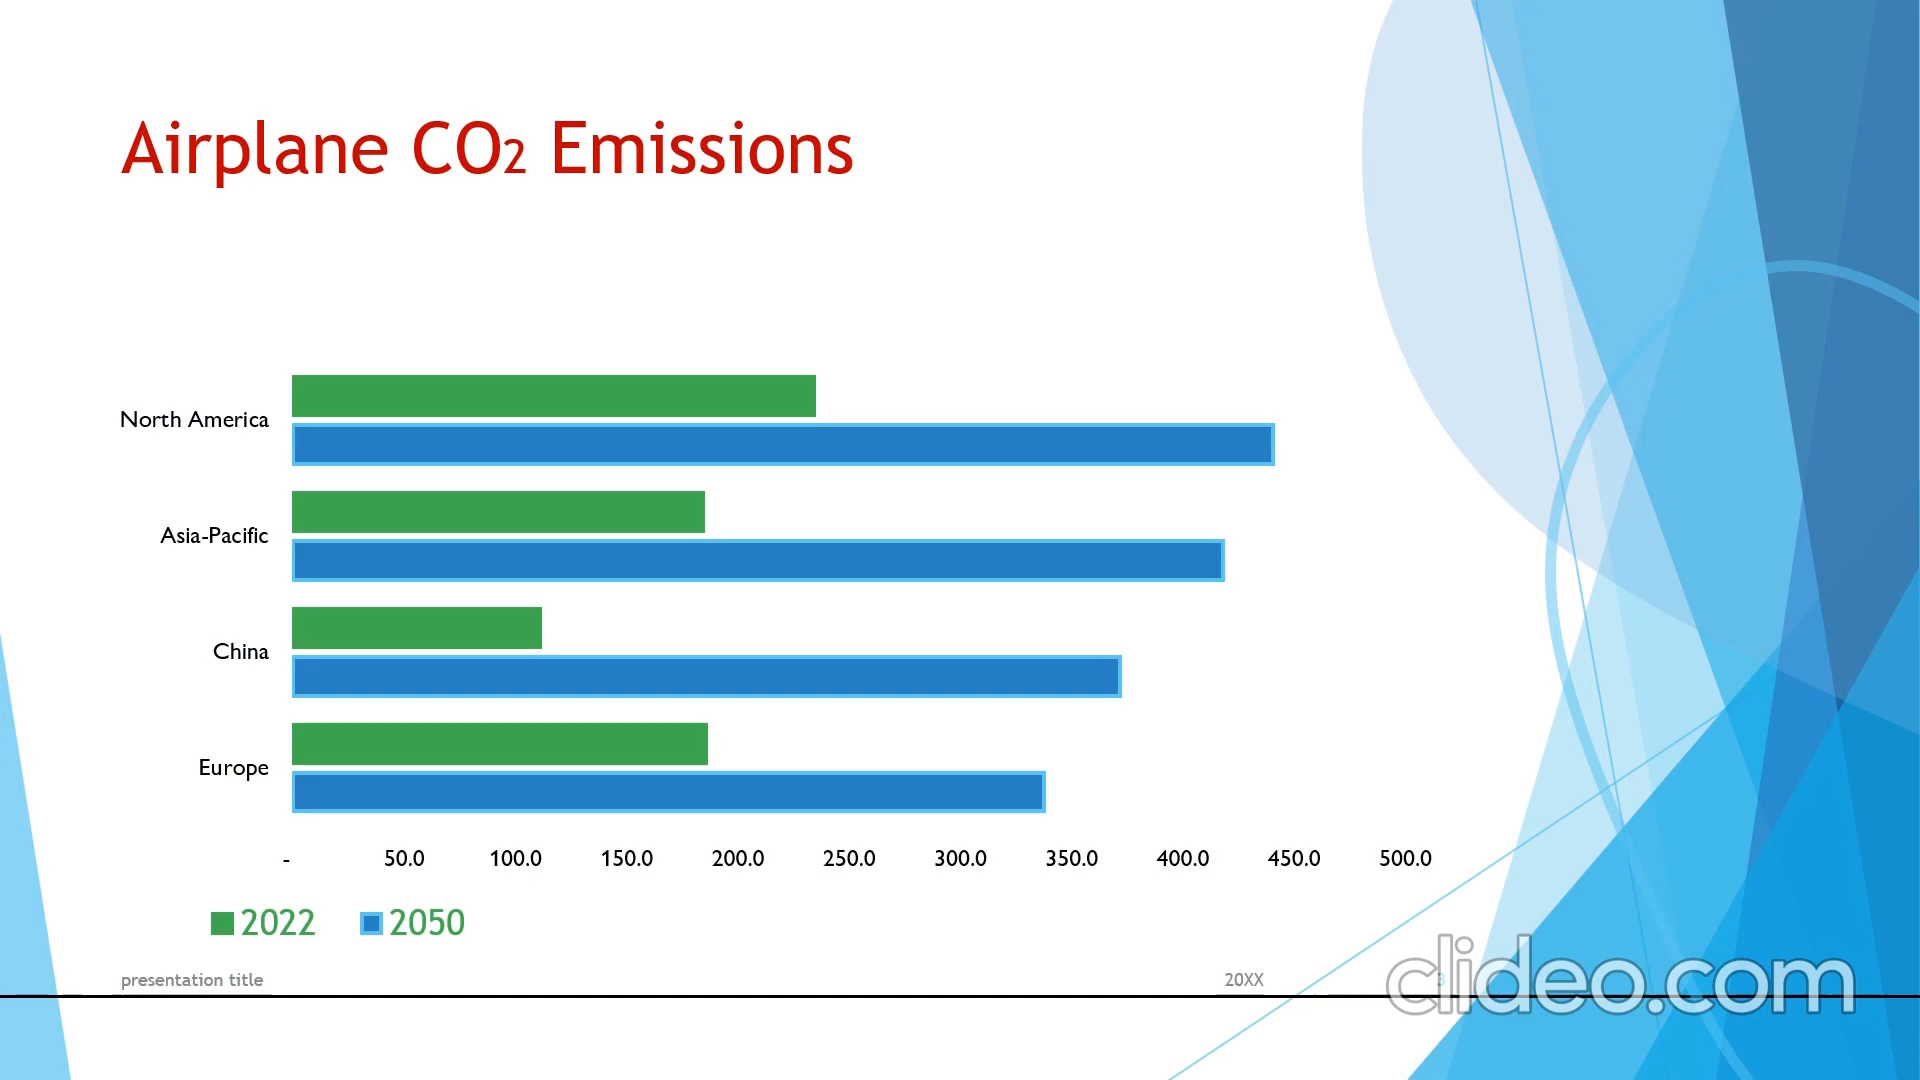 Airplane CO₂ Emissions
North America
Asia-Pacific
China
Europe
- 50.0 100.0 150.0 200.0 250.0 300.0 350.0 400.0 450.0 500.0
2022 2050
presentation title 20XX 3
clideo.com